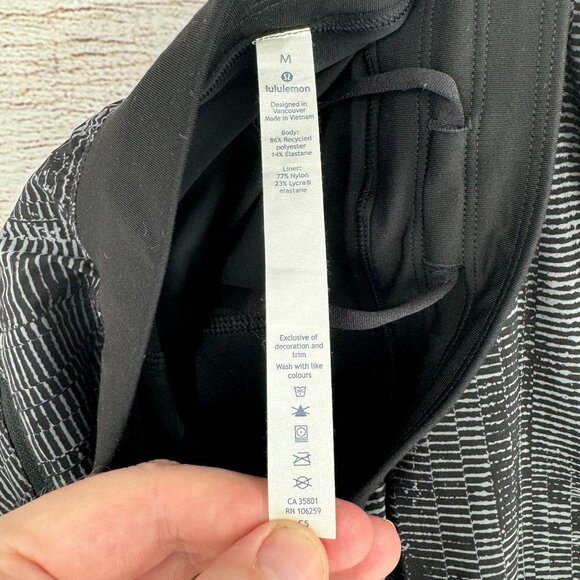 M
lululemon
Designed in
Vancouver
Made in Vietnam
Body:
86% Recycled
polyester
14% Elastane
Liner:
77% Nylon
23% Lycra®
elastane
Exclusive of
decoration and
trim
Wash with like
colours
CA 35801
RN 106259